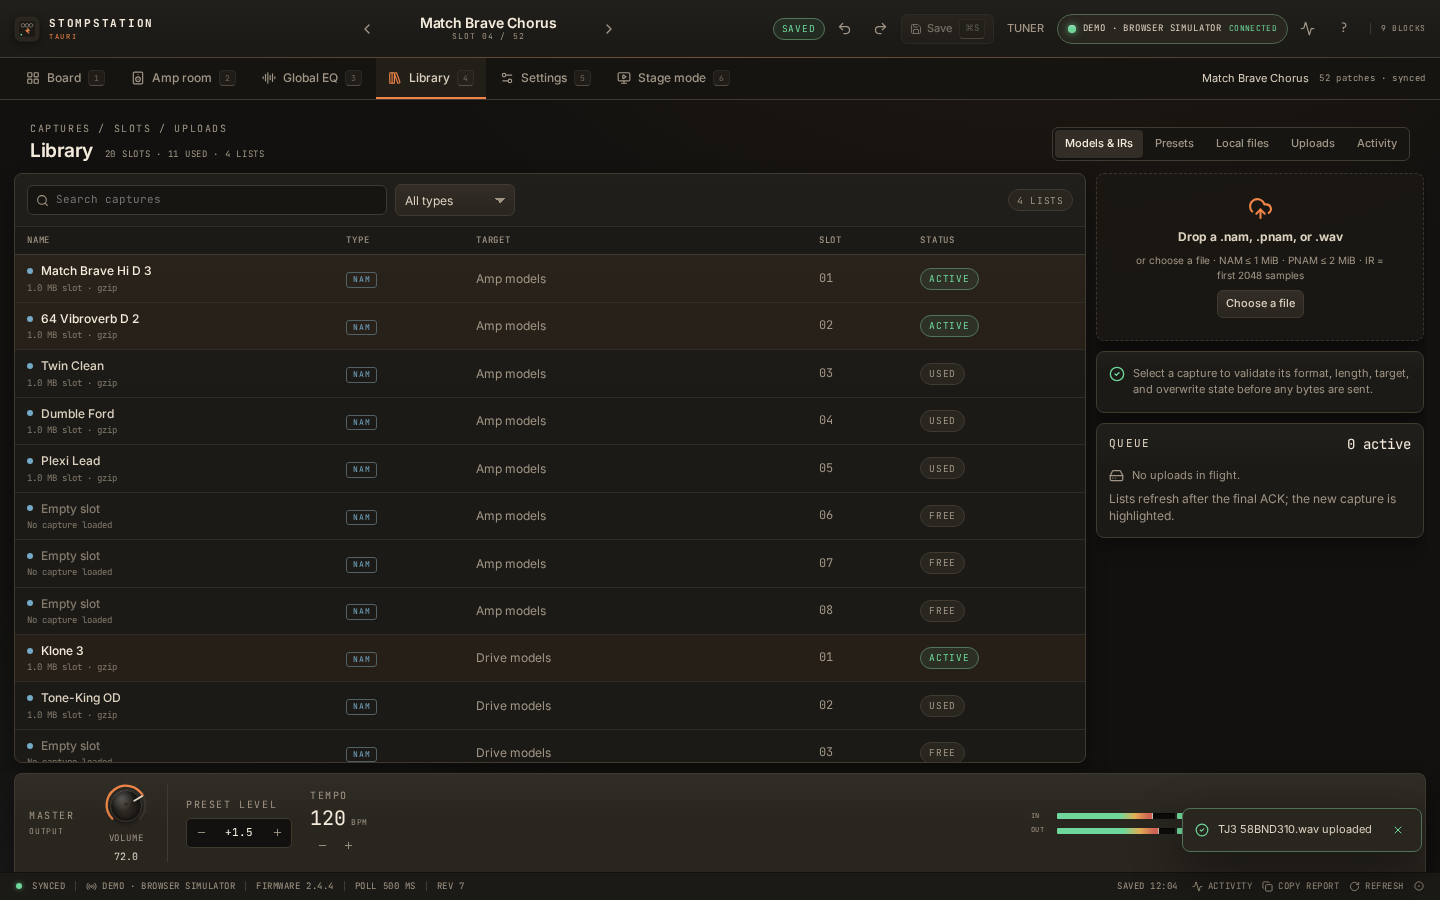 STOMPSTATION
TAURI
Match Brave Chorus
SLOT 04 / 52
SAVED
Save ⌘S
TUNER
DEMO · BROWSER SIMULATOR CONNECTED
?
9 BLOCKS
Board 1
Amp room 2
Global EQ 3
Library 4
Settings 5
Stage mode 6
Match Brave Chorus 52 patches · synced
CAPTURES / SLOTS / UPLOADS
Library 20 SLOTS · 11 USED · 4 LISTS
Models & IRs Presets Local files Uploads Activity
Search captures
All types
4 LISTS
NAME TYPE TARGET SLOT STATUS
Match Brave Hi D 3
1.0 MB slot · gzip
NAM Amp models 01 ACTIVE
64 Vibroverb D 2
1.0 MB slot · gzip
NAM Amp models 02 ACTIVE
Twin Clean
1.0 MB slot · gzip
NAM Amp models 03 USED
Dumble Ford
1.0 MB slot · gzip
NAM Amp models 04 USED
Plexi Lead
1.0 MB slot · gzip
NAM Amp models 05 USED
Empty slot
No capture loaded
NAM Amp models 06 FREE
Empty slot
No capture loaded
NAM Amp models 07 FREE
Empty slot
No capture loaded
NAM Amp models 08 FREE
Klone 3
1.0 MB slot · gzip
NAM Drive models 01 ACTIVE
Tone-King OD
1.0 MB slot · gzip
NAM Drive models 02 USED
Empty slot
No capture loaded
NAM Drive models 03 FREE
Drop a .nam, .pnam, or .wav
or choose a file · NAM ≤ 1 MiB · PNAM ≤ 2 MiB · IR =
first 2048 samples
Choose a file
Select a capture to validate its format, length, target,
and overwrite state before any bytes are sent.
QUEUE 0 active
No uploads in flight.
Lists refresh after the final ACK; the new capture is
highlighted.
MASTER
OUTPUT
VOLUME
72.0
PRESET LEVEL
− +1.5 +
TEMPO
120 BPM
− +
IN
OUT
TJ3 58BND310.wav uploaded
SYNCED DEMO · BROWSER SIMULATOR FIRMWARE 2.4.4 POLL 500 MS REV 7
SAVED 12:04 ACTIVITY COPY REPORT REFRESH